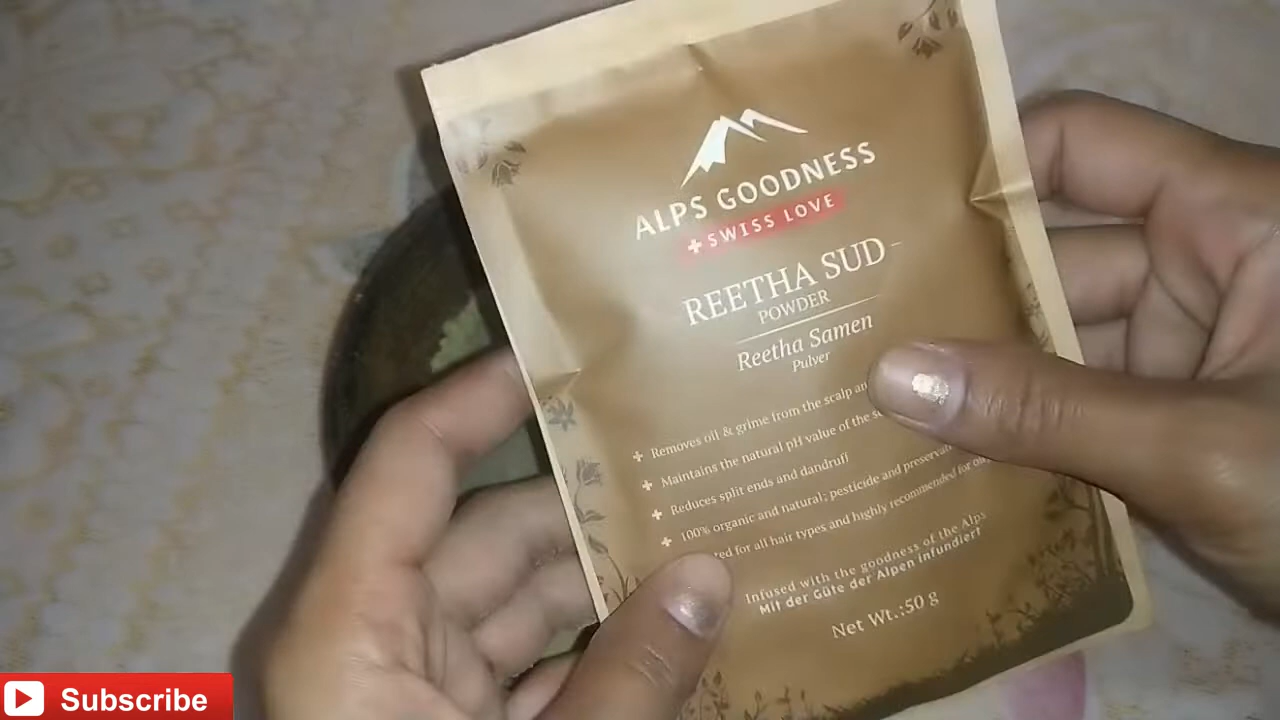 ALPS GOODNESS
+ SWISS LOVE
REETHA SUD
POWDER
Reetha Samen
Pulver
+ Removes oil & grime from the scalp
+ Maintains the natural pH value of the
+ Reduces split ends and dandruff
+ 100% organic and natural; pesticide and
for all hair types and highly recommended for
Infused with the goodness of the Alps
Mit der Güte der Alpen infundiert
Net Wt.:50 g
Subscribe